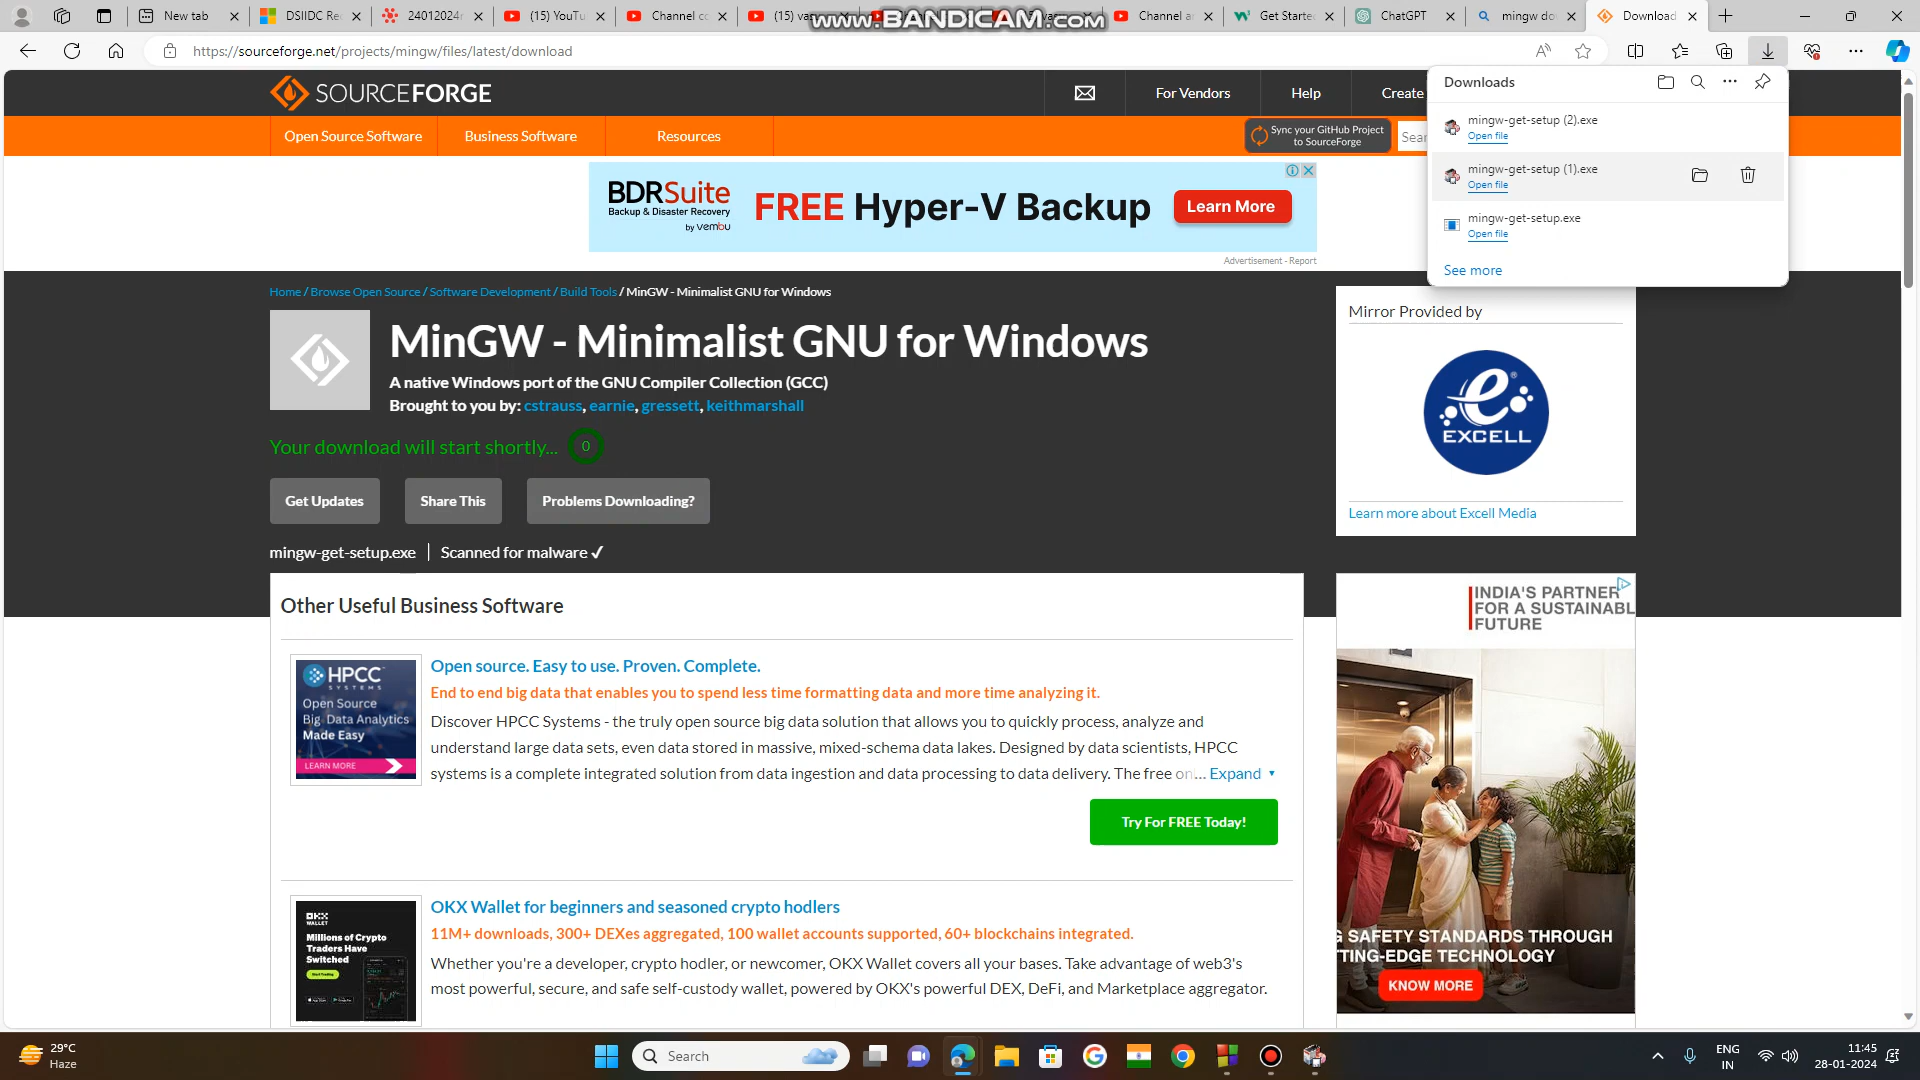 New tab
DSIIDC Re
24012024r
(15) YouTu
Channel co
(15) vas
Channel ar
Get Starte
ChatGPT
mingw do
Download
www.BANDICAM.com
https://sourceforge.net/projects/mingw/files/latest/download
SOURCEFORGE
For Vendors
Help
Create
Open Source Software
Business Software
Resources
Sync your GitHub Project
to SourceForge
Sear
Downloads
mingw-get-setup (2).exe
Open file
mingw-get-setup (1).exe
Open file
mingw-get-setup.exe
Open file
See more
BDRSuite
Backup & Disaster Recovery
by vembu
FREE Hyper-V Backup
Learn More
Advertisement - Report
Home / Browse Open Source / Software Development / Build Tools / MinGW - Minimalist GNU for Windows
MinGW - Minimalist GNU for Windows
A native Windows port of the GNU Compiler Collection (GCC)
Brought to you by: cstrauss, earnie, gressett, keithmarshall
Your download will start shortly... 0
Get Updates
Share This
Problems Downloading?
mingw-get-setup.exe
Scanned for malware ✓
Mirror Provided by
e
EXCELL
Learn more about Excell Media
Other Useful Business Software
HPCC
SYSTEMS
Open Source
Big Data Analytics
Made Easy
LEARN MORE
Open source. Easy to use. Proven. Complete.
End to end big data that enables you to spend less time formatting data and more time analyzing it.
Discover HPCC Systems - the truly open source big data solution that allows you to quickly process, analyze and
understand large data sets, even data stored in massive, mixed-schema data lakes. Designed by data scientists, HPCC
systems is a complete integrated solution from data ingestion and data processing to data delivery. The free on... Expand
Try For FREE Today!
OKX
WALLET
Millions of Crypto
Traders Have
Switched
Start Trading
OKX Wallet for beginners and seasoned crypto hodlers
11M+ downloads, 300+ DEXes aggregated, 100 wallet accounts supported, 60+ blockchains integrated.
Whether you're a developer, crypto hodler, or newcomer, OKX Wallet covers all your bases. Take advantage of web3's
most powerful, secure, and safe self-custody wallet, powered by OKX's powerful DEX, DeFi, and Marketplace aggregator.
INDIA'S PARTNER
FOR A SUSTAINABL
FUTURE
G SAFETY STANDARDS THROUGH
TTING-EDGE TECHNOLOGY
KNOW MORE
29°C
Haze
Search
ENG
IN
11:45
28-01-2024